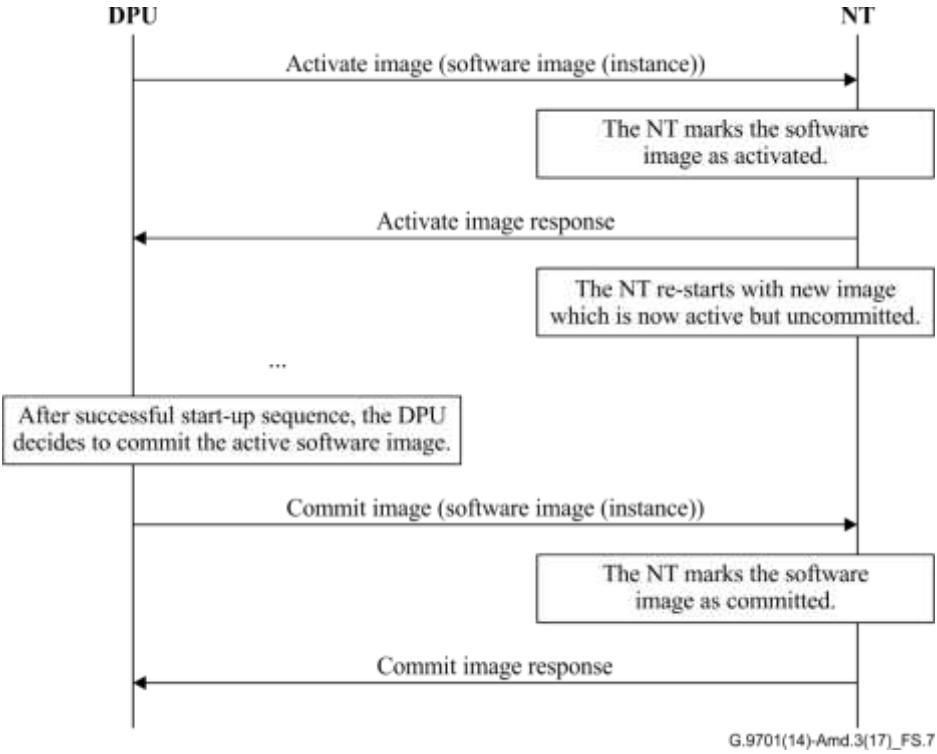 DPU
NT
Activate image (software image (instance))
The NT marks the software
image as activated.
Activate image response
The NT re-starts with new image
which is now active but uncommitted.
...
After successful start-up sequence, the DPU
decides to commit the active software image.
Commit image (software image (instance))
The NT marks the software
image as committed.
Commit image response
G.9701(14)-Amd.3(17)_FS.7